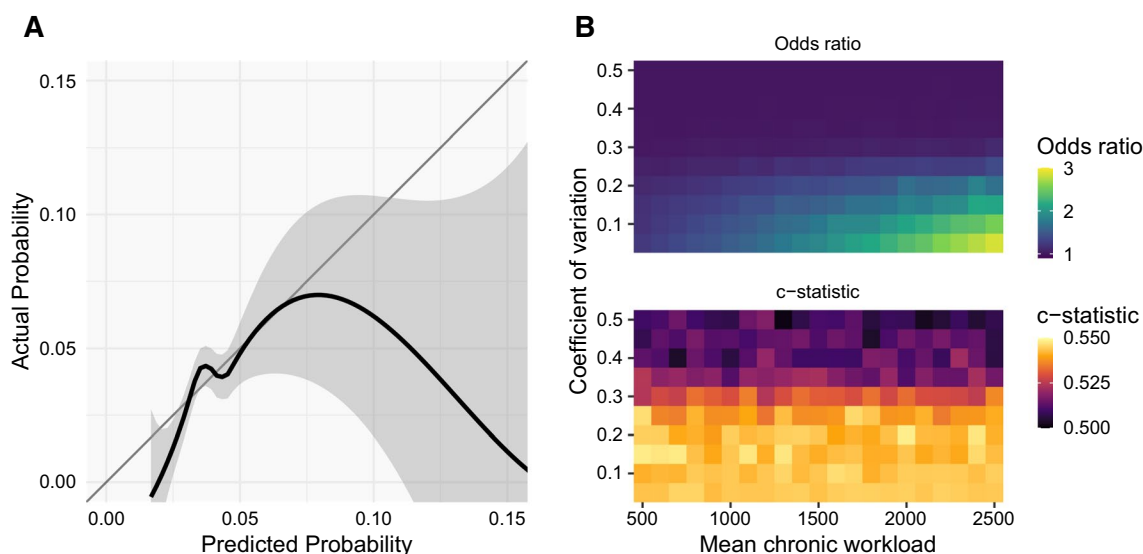 A
0.15
0.10
0.05
0.00
Actual Probability
0.00
0.05
0.10
0.15
Predicted Probability
B
Odds ratio
0.5
0.4
0.3
0.2
0.1
c−statistic
0.5
0.4
0.3
0.2
0.1
Coefficient of variation
500
1000
1500
2000
2500
Mean chronic workload
Odds ratio
3
2
1
c−statistic
0.550
0.525
0.500